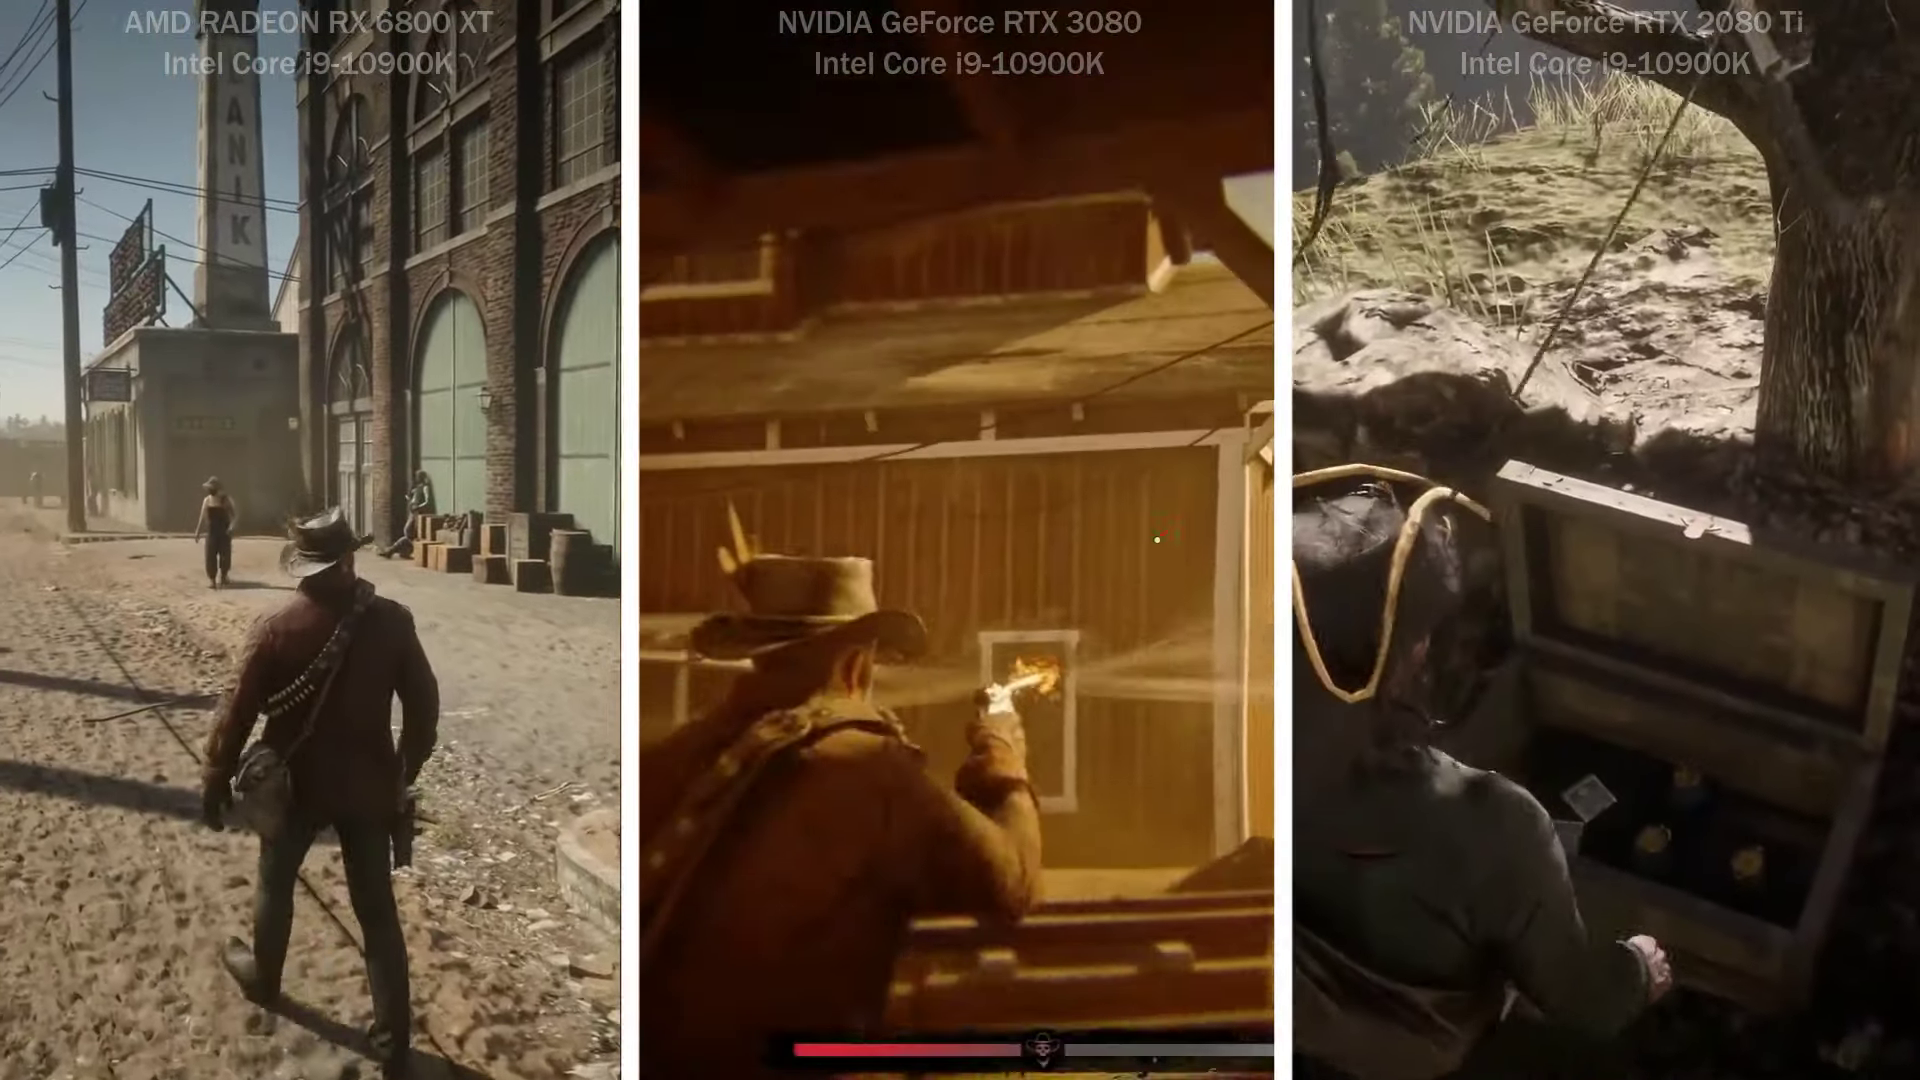 AMD RADEON RX 6800 XT
Intel Core i9-10900K
NVIDIA GeForce RTX 3080
Intel Core i9-10900K
NVIDIA GeForce RTX 2080 Ti
Intel Core i9-10900K
ANIK